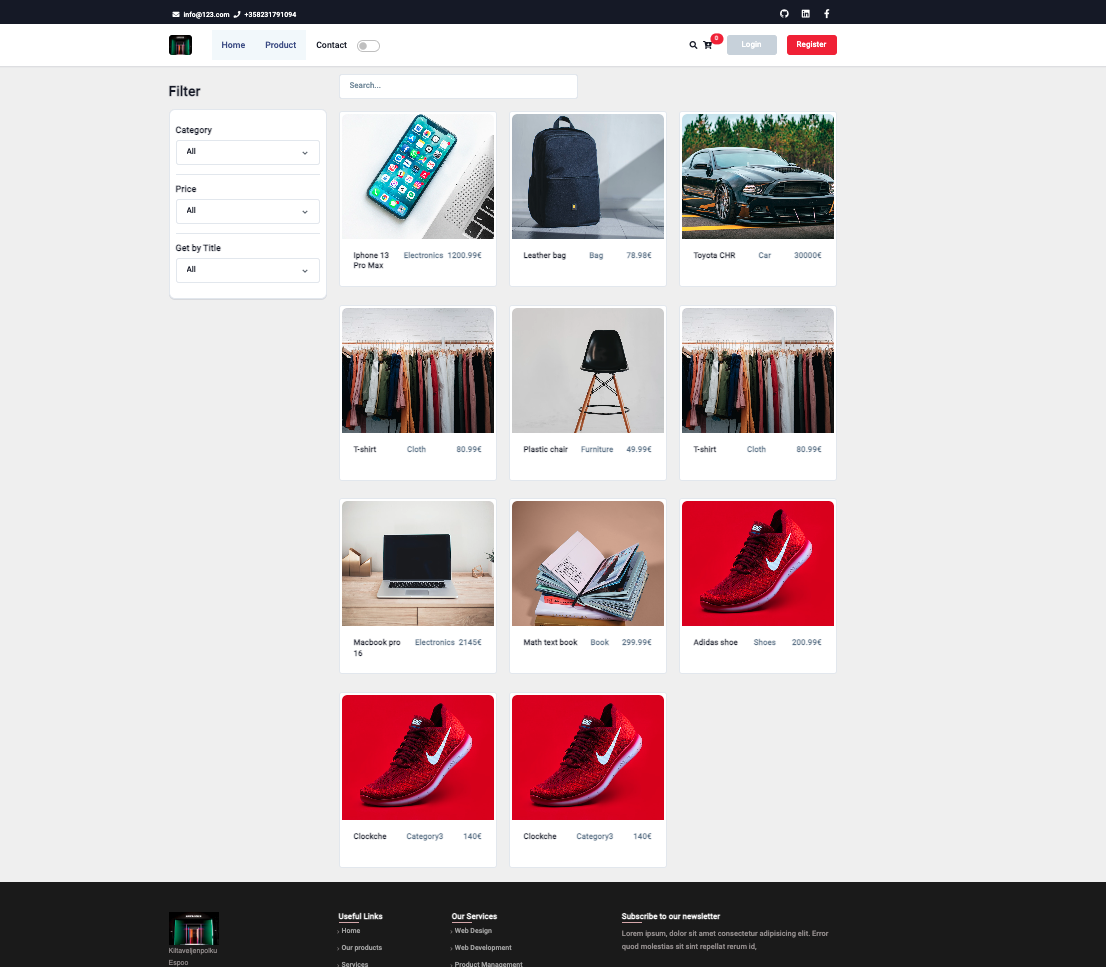 info@123.com +358231791094
Home Product Contact
0
Login Register
Filter
Search...
Category
All
Price
All
Get by Title
All
Iphone 13 Pro Max Electronics 1200.99€
Leather bag Bag 78.98€
Toyota CHR Car 30000€
T-shirt Cloth 80.99€
Plastic chair Furniture 49.99€
T-shirt Cloth 80.99€
Macbook pro 16 Electronics 2145€
Math text book Book 299.99€
Adidas shoe Shoes 200.99€
Clockche Category3 140€
Clockche Category3 140€
Kiltaveljenpolku
Espoo
Useful Links
› Home
› Our products
› Services
Our Services
› Web Design
› Web Development
› Product Management
Subscribe to our newsletter
Lorem ipsum, dolor sit amet consectetur adipisicing elit. Error
quod molestias sit sint repellat rerum id,